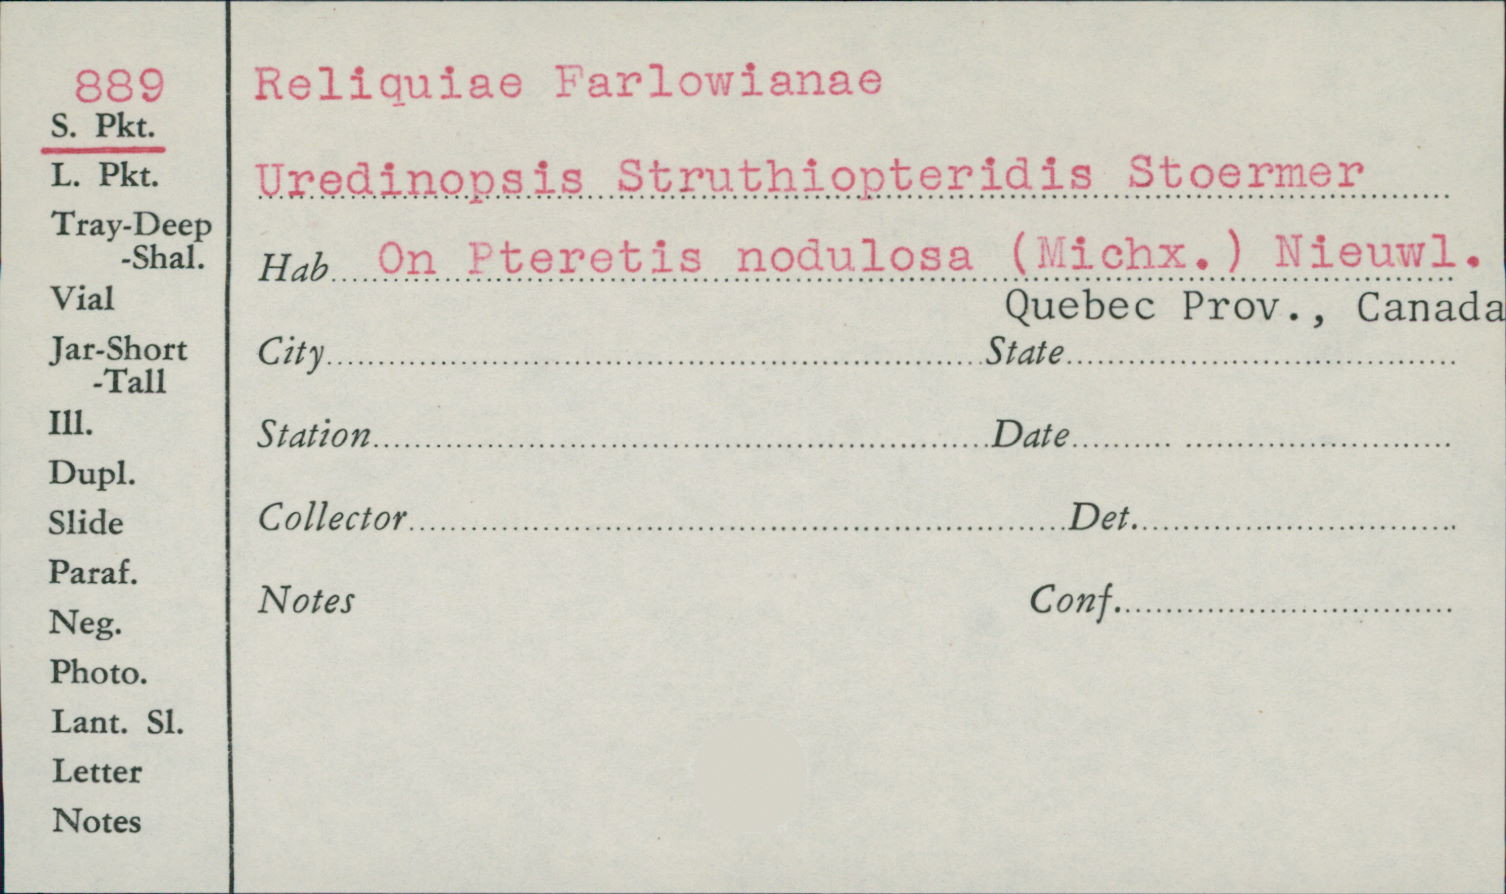 889
S. Pkt.
L. Pkt.
Tray-Deep
-Shal.
Vial
Jar-Short
-Tall
Ill.
Dupl.
Slide
Paraf.
Neg.
Photo.
Lant. Sl.
Letter
Notes
Reliquiae Farlowianae
Uredinopsis Struthiopteridis Stoermer
Hab. On Pteretis nodulosa (Michx.) Nieuwl.
Quebec Prov., Canada
City State
Station Date
Collector Det.
Notes Conf.